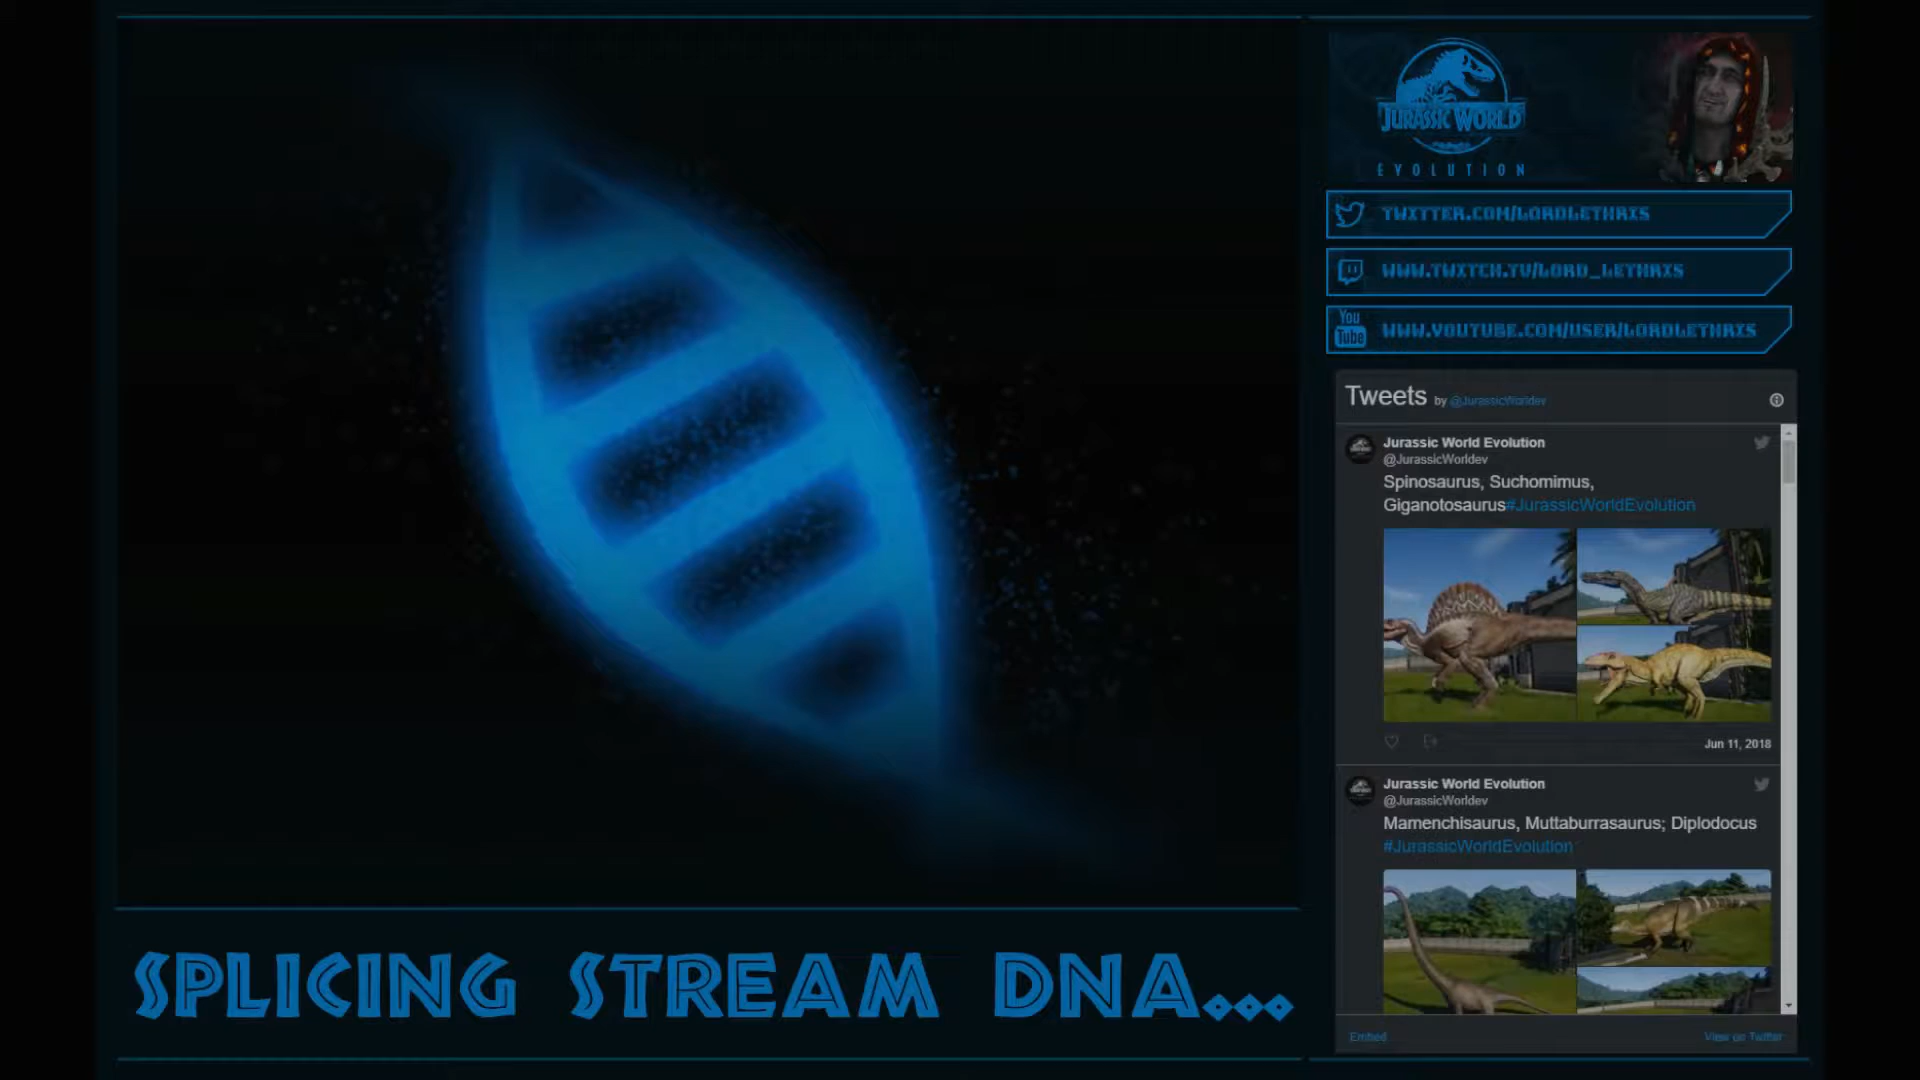 JURASSIC WORLD
EVOLUTION
TWITTER.COM/LORDLETHRIS
WWW.TWITCH.TV/LORD_LETHRIS
You
Tube
WWW.YOUTUBE.COM/USER/LORDLETHRIS
Tweets by @JurassicWorldev
Jurassic World Evolution
@JurassicWorldev
Spinosaurus, Suchomimus,
Giganotosaurus#JurassicWorldEvolution
Jun 11, 2018
Jurassic World Evolution
@JurassicWorldev
Mamenchisaurus, Muttaburrasaurus; Diplodocus
#JurassicWorldEvolution
Embed
View on Twitter
SPLICING STREAM DNA...